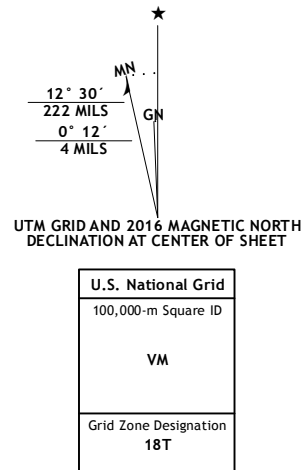 ★
MN
GN
12° 30´
222 MILS
0° 12´
4 MILS
UTM GRID AND 2016 MAGNETIC NORTH
DECLINATION AT CENTER OF SHEET
U.S. National Grid
100,000-m Square ID
VM
Grid Zone Designation
18T